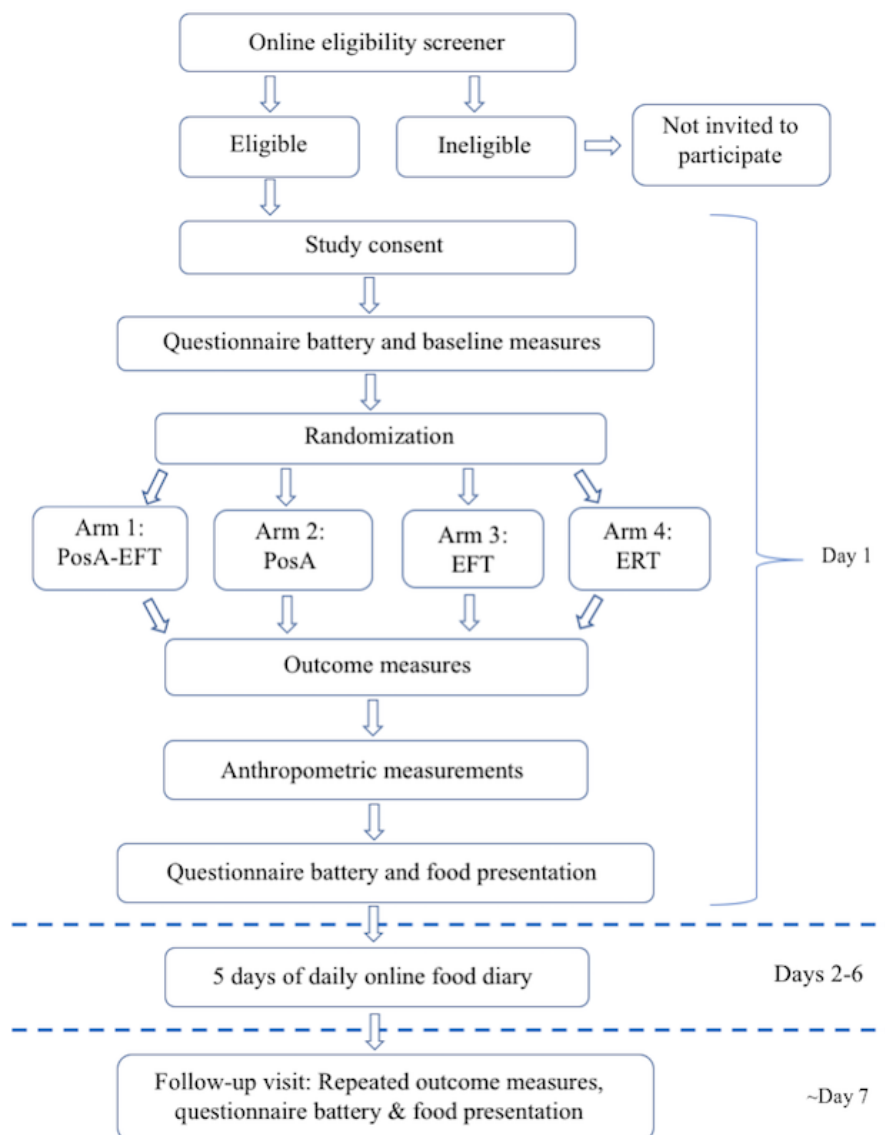 Online eligibility screener
Eligible
Ineligible
Not invited to
participate
Study consent
Questionnaire battery and baseline measures
Randomization
Arm 1:
PosA-EFT
Arm 2:
PosA
Arm 3:
EFT
Arm 4:
ERT
Day 1
Outcome measures
Anthropometric measurements
Questionnaire battery and food presentation
5 days of daily online food diary
Days 2-6
Follow-up visit: Repeated outcome measures,
questionnaire battery & food presentation
~Day 7